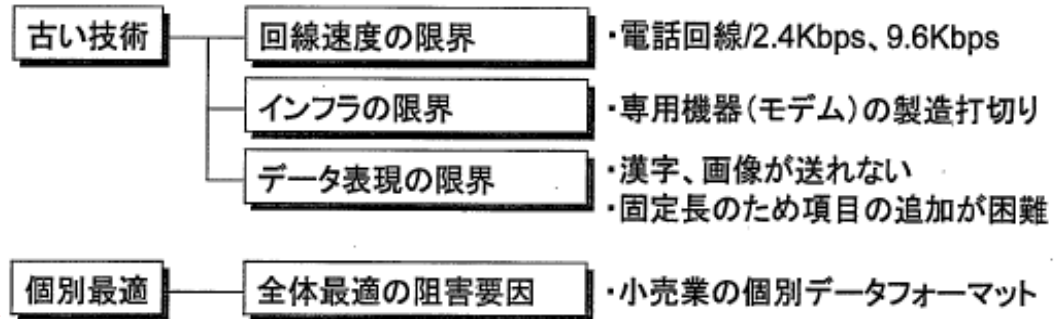 古い技術
回線速度の限界
・電話回線/2.4Kbps、9.6Kbps
インフラの限界
・専用機器(モデム)の製造打切り
データ表現の限界
・漢字、画像が送れない
・固定長のため項目の追加が困難
個別最適
全体最適の阻害要因
・小売業の個別データフォーマット